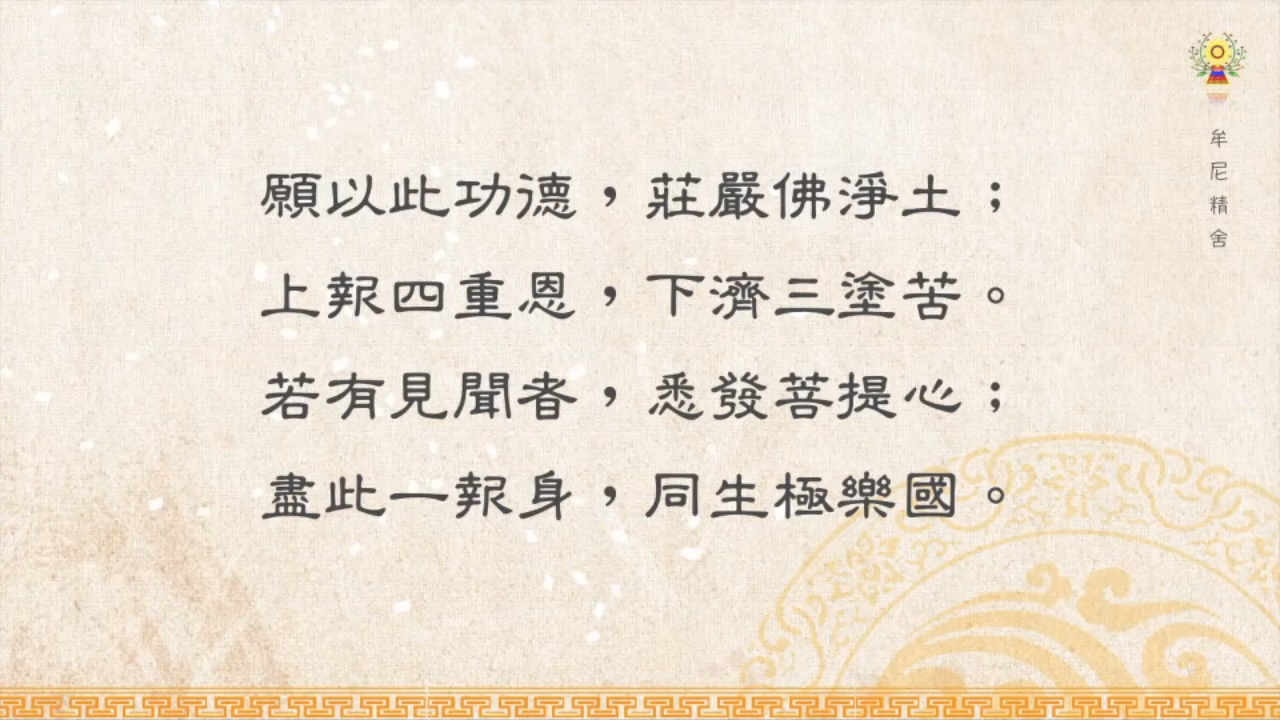 願以此功德，莊嚴佛淨土；
上報四重恩，下濟三塗苦。
若有見聞者，悉發菩提心；
盡此一報身，同生極樂國。
牟尼精舍